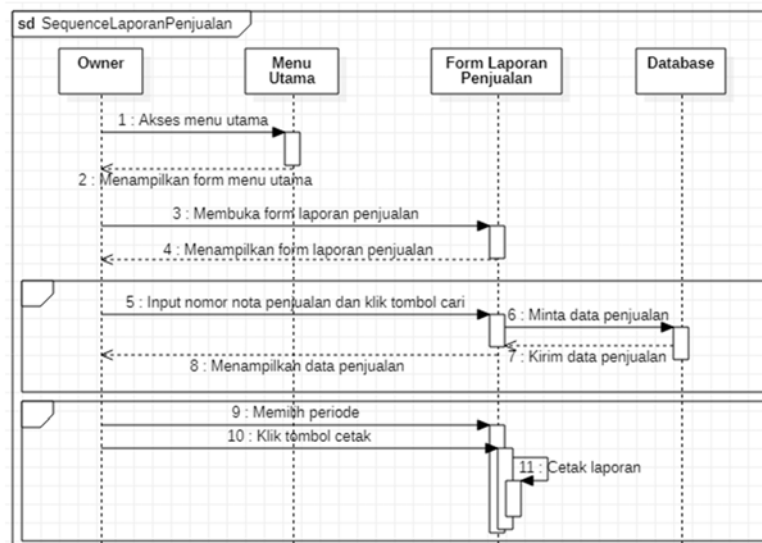 sd SequenceLaporanPenjualan
Owner
Menu
Utama
Form Laporan
Penjualan
Database
1 : Akses menu utama
2 : Menampilkan form menu utama
3 : Membuka form laporan penjualan
4 : Menampilkan form laporan penjualan
5 : Input nomor nota penjualan dan klik tombol cari
6 : Minta data penjualan
7 : Kirim data penjualan
8 : Menampilkan data penjualan
9 : Memilih periode
10 : Klik tombol cetak
11 : Cetak laporan